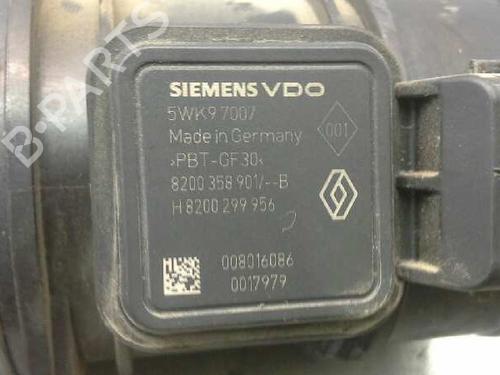 SIEMENS VDO
5WK9 7007
Made in Germany
001
>PBT-GF30<
8200 358 901/--B
H 8200 299 956
008016086
0017979
B-PARTS